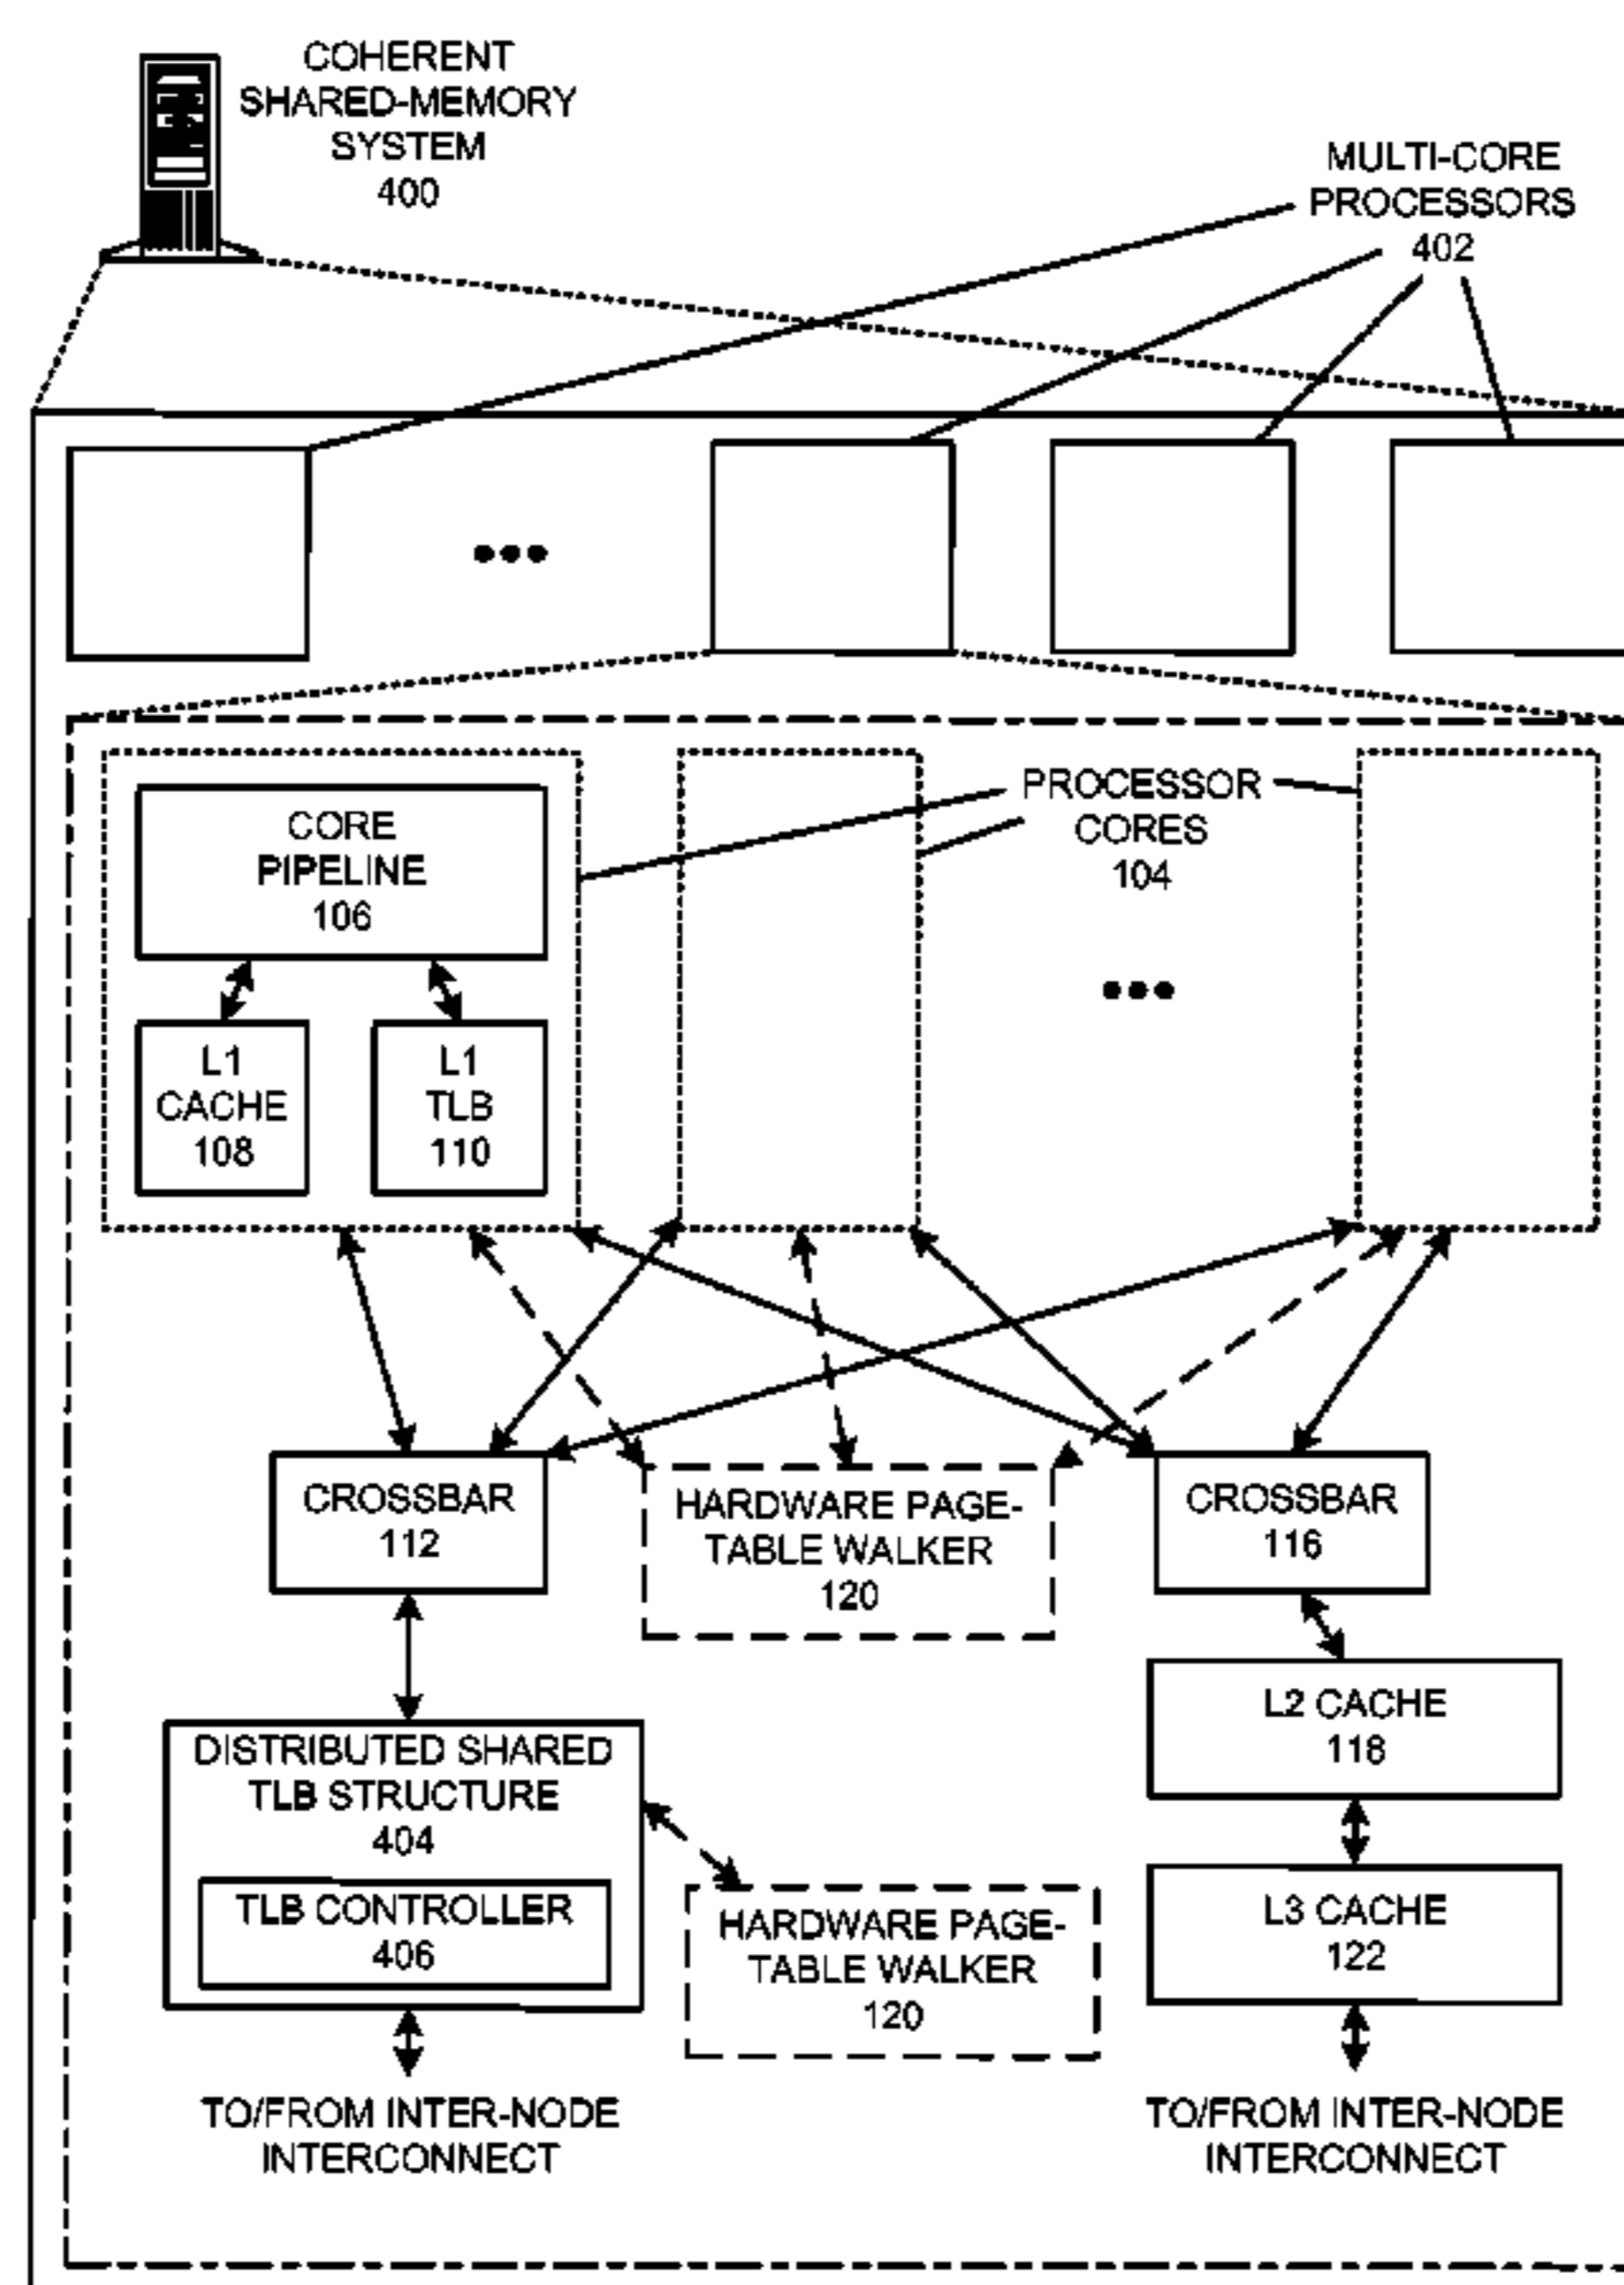 COHERENT
SHARED-MEMORY
SYSTEM
400
MULTI-CORE
PROCESSORS
402
PROCESSOR
CORES
104
CORE
PIPELINE
106
L1
CACHE
108
L1
TLB
110
CROSSBAR
112
HARDWARE PAGE-
TABLE WALKER
120
CROSSBAR
116
L2 CACHE
118
DISTRIBUTED SHARED
TLB STRUCTURE
404
TLB CONTROLLER
406
HARDWARE PAGE-
TABLE WALKER
120
L3 CACHE
122
TO/FROM INTER-NODE
INTERCONNECT
TO/FROM INTER-NODE
INTERCONNECT